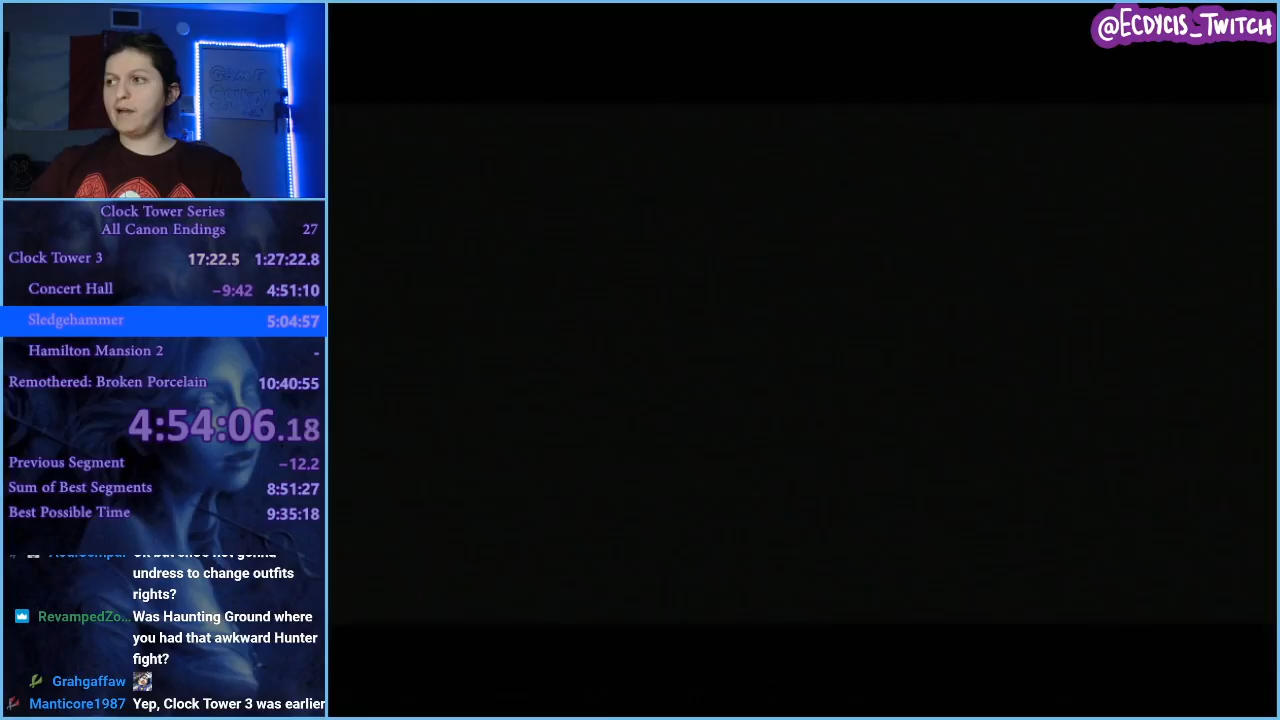 @ECDYCIS_TWITCH
Clock Tower Series
All Canon Endings 27
Clock Tower 3 17:22.5 1:27:22.8
Concert Hall −9:42 4:51:10
Sledgehammer 5:04:57
Hamilton Mansion 2 -
Remothered: Broken Porcelain 10:40:55
4:54:06.18
Previous Segment −12.2
Sum of Best Segments 8:51:27
Best Possible Time 9:35:18
undress to change outfits
rights?
RevampedZo... Was Haunting Ground where
you had that awkward Hunter
fight?
Grahgaffaw
Manticore1987 Yep, Clock Tower 3 was earlier